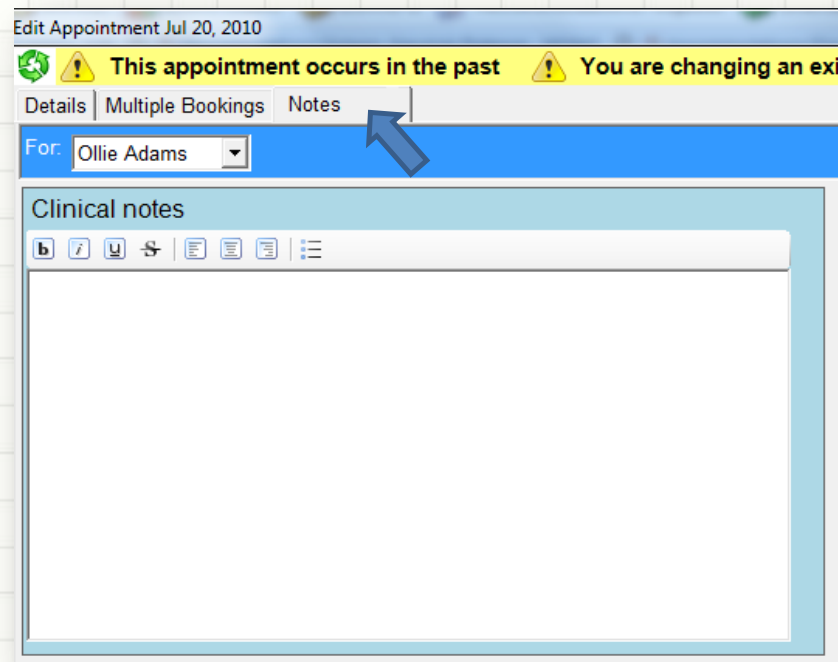 Edit Appointment Jul 20, 2010
This appointment occurs in the past You are changing an
Details Multiple Bookings Notes
For: Ollie Adams
Clinical notes
b i u S